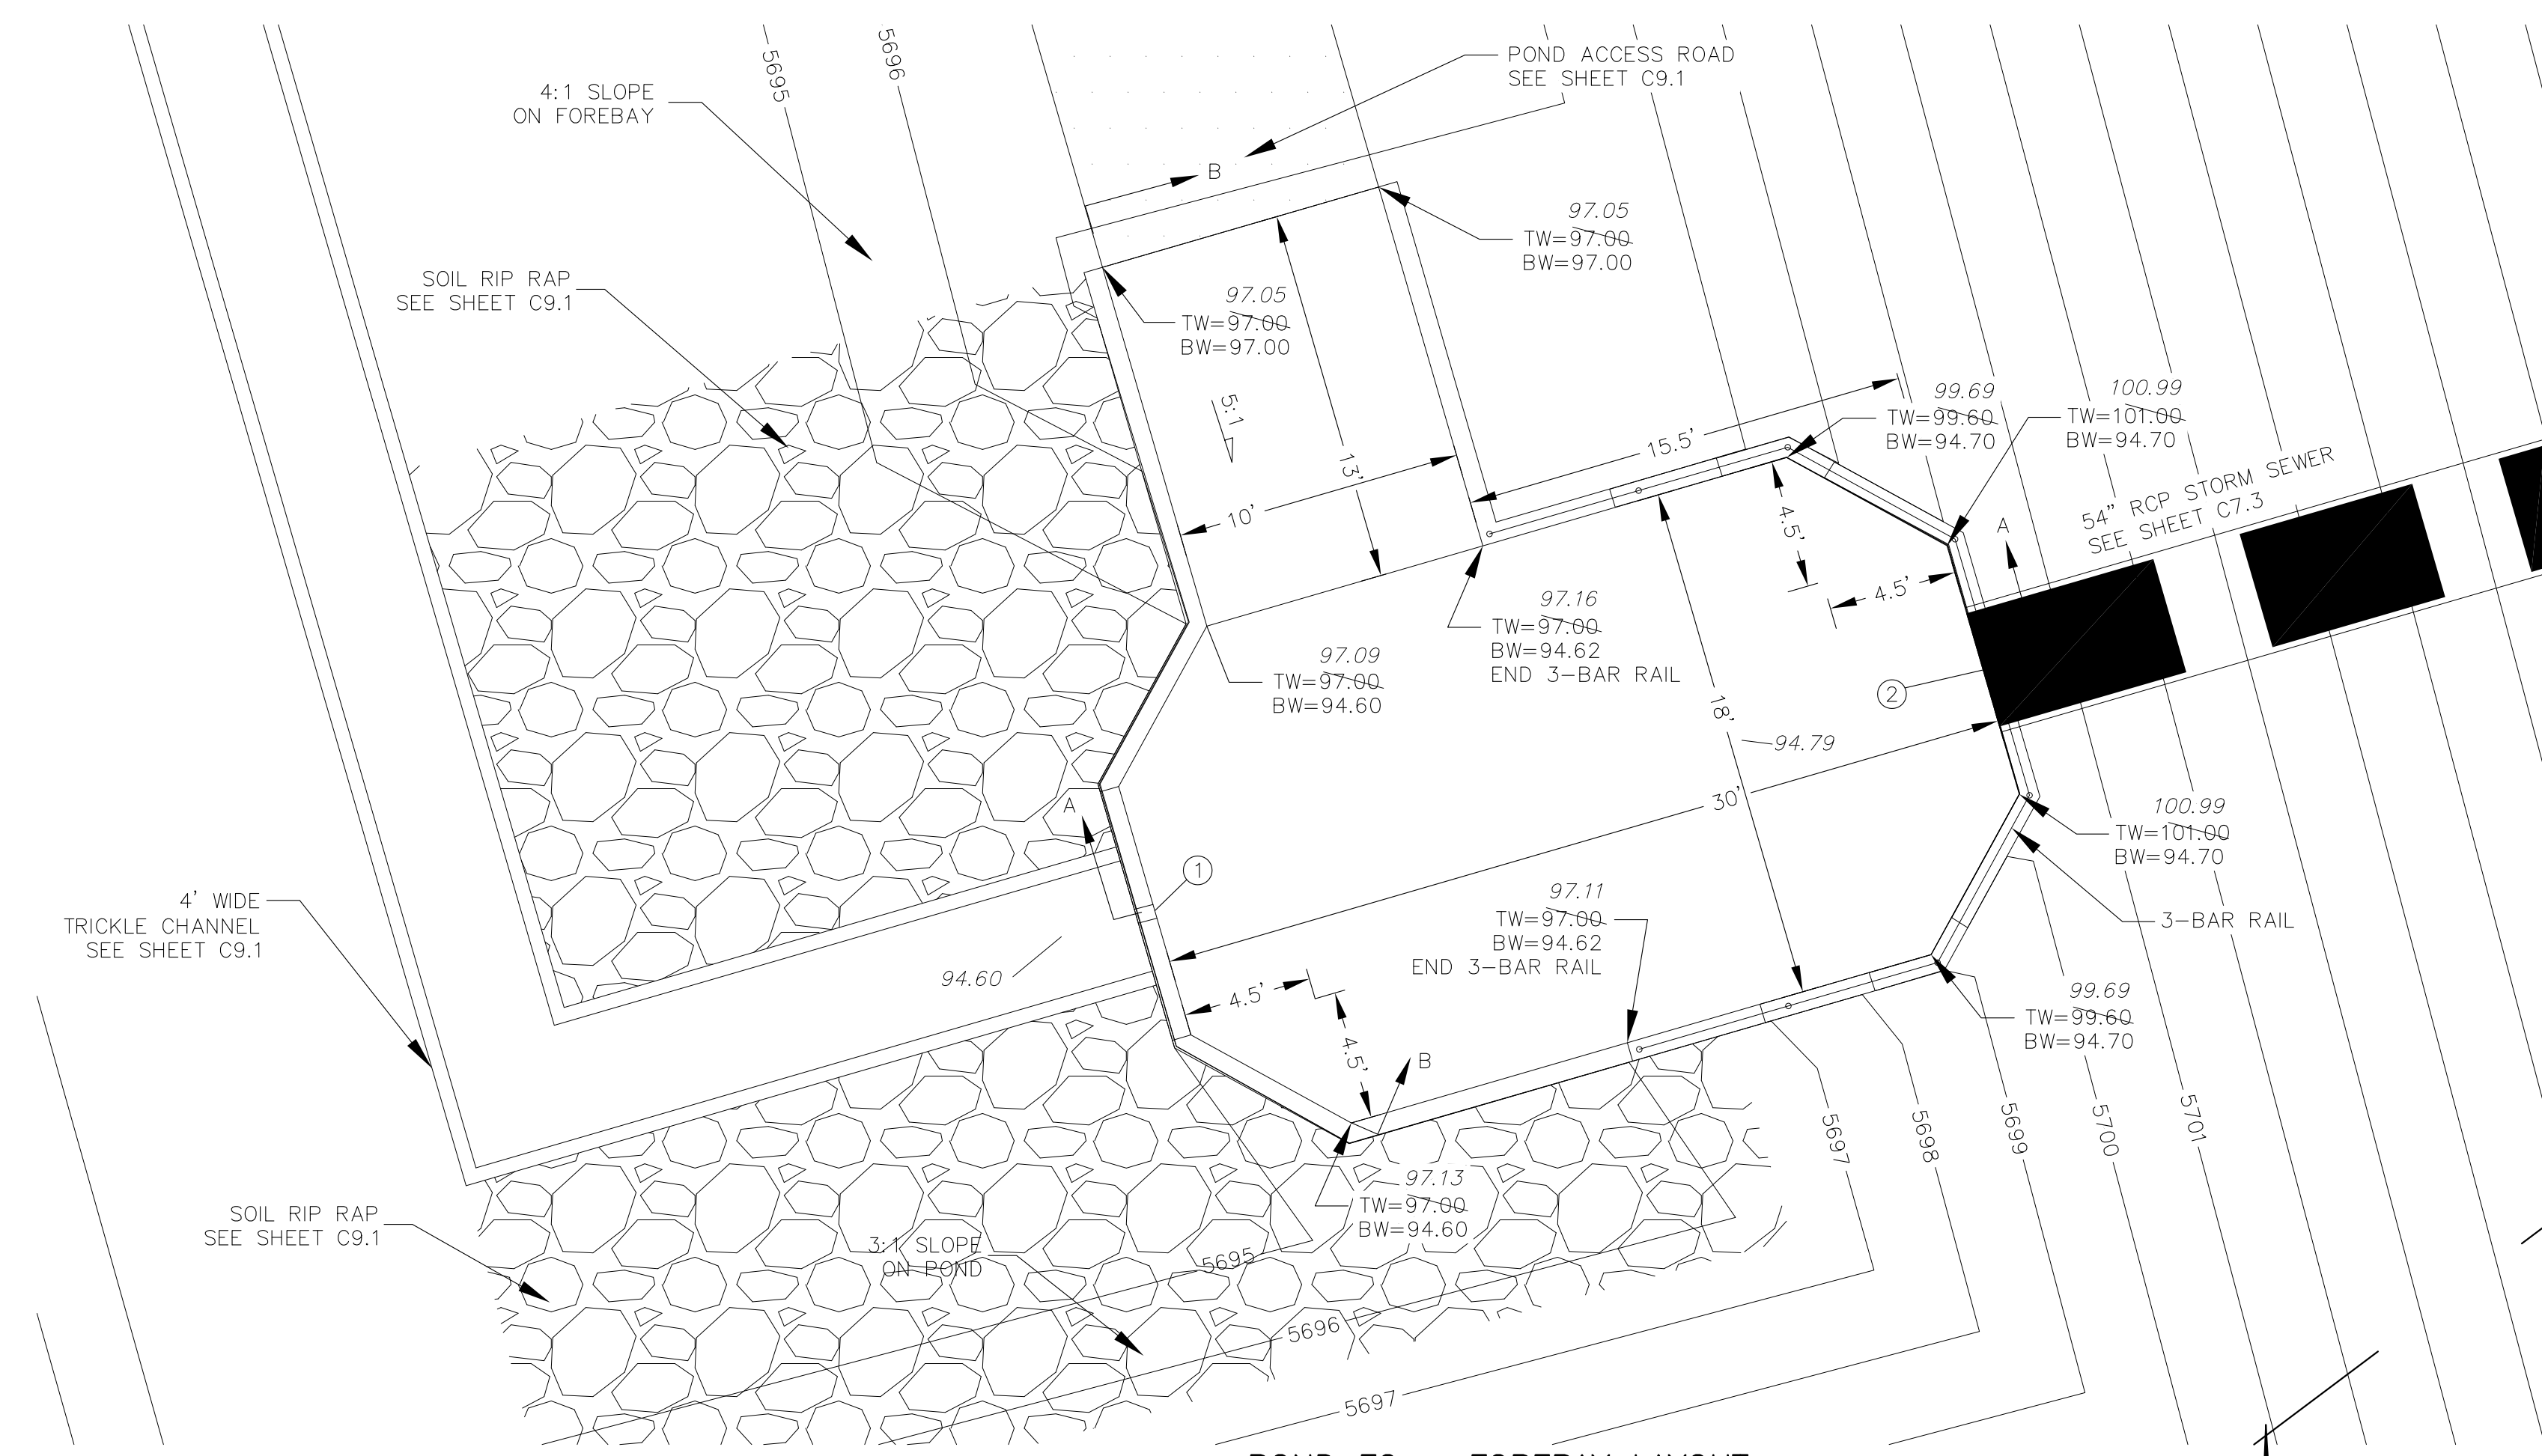 5695
5696
POND ACCESS ROAD
SEE SHEET C9.1
4:1 SLOPE
ON FOREBAY
B
97.05
TW=97.00
BW=97.00
SOIL RIP RAP
SEE SHEET C9.1
97.05
TW=97.00
BW=97.00
5:1
13'
10'
15.5'
99.69
TW=99.60
BW=94.70
100.99
TW=101.00
BW=94.70
54" RCP STORM SEWER
SEE SHEET C7.3
A
4.5'
4.5'
97.16
TW=97.00
BW=94.62
END 3-BAR RAIL
97.09
TW=97.00
BW=94.60
2
18'
94.79
30'
A
1
100.99
TW=101.00
BW=94.70
3-BAR RAIL
97.11
TW=97.00
BW=94.62
END 3-BAR RAIL
4' WIDE
TRICKLE CHANNEL
SEE SHEET C9.1
94.60
4.5'
4.5'
B
99.69
TW=99.60
BW=94.70
97.13
TW=97.00
BW=94.60
5697
5698
5699
5700
5701
SOIL RIP RAP
SEE SHEET C9.1
3:1 SLOPE
ON POND
5695
5696
5697